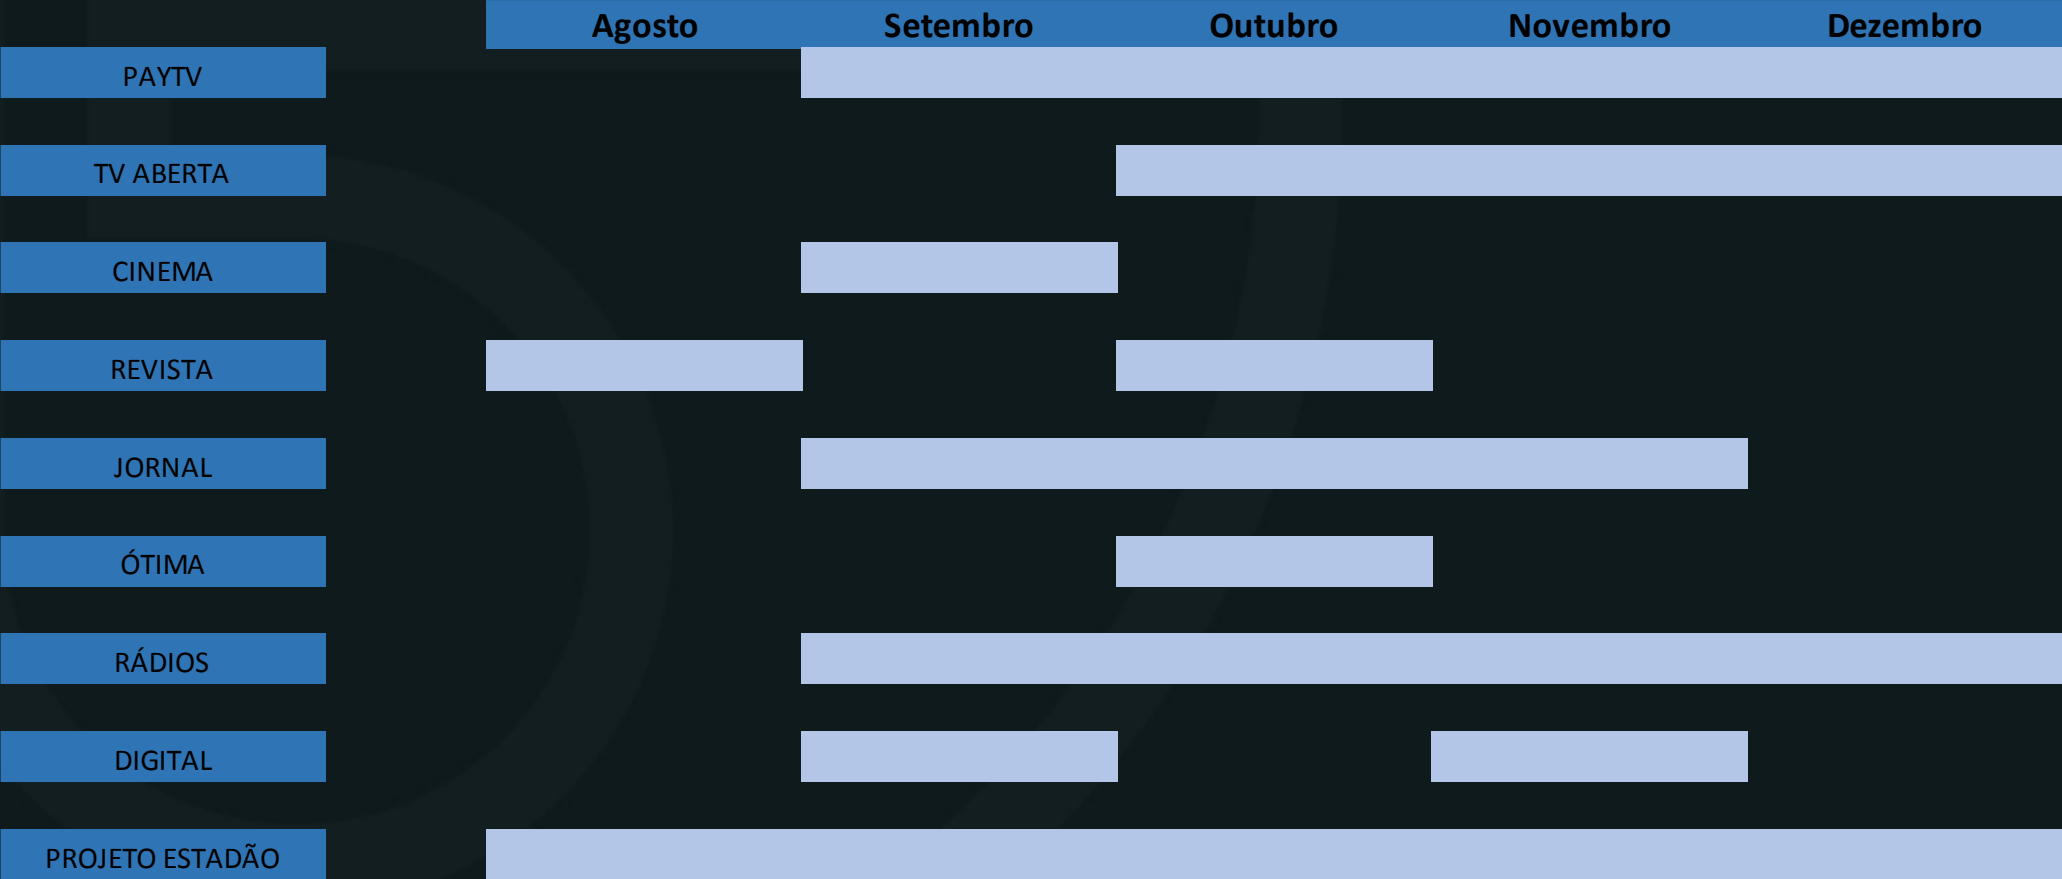 Agosto Setembro Outubro Novembro Dezembro
PAYTV
TV ABERTA
CINEMA
REVISTA
JORNAL
ÓTIMA
RÁDIOS
DIGITAL
PROJETO ESTADÃO